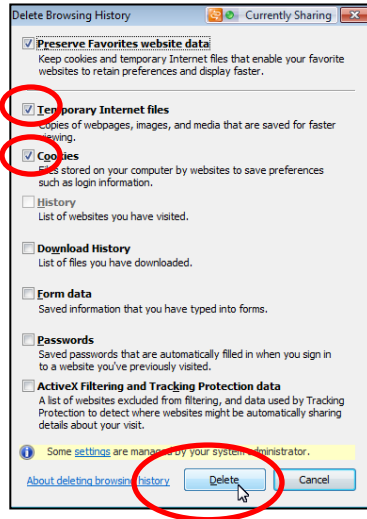 Delete Browsing History
Currently Sharing
Preserve Favorites website data
Keep cookies and temporary Internet files that enable your favorite
websites to retain preferences and display faster.
Temporary Internet files
Copies of webpages, images, and media that are saved for faster
viewing.
Cookies
Files stored on your computer by websites to save preferences
such as login information.
History
List of websites you have visited.
Download History
List of files you have downloaded.
Form data
Saved information that you have typed into forms.
Passwords
Saved passwords that are automatically filled in when you sign in
to a website you've previously visited.
ActiveX Filtering and Tracking Protection data
A list of websites excluded from filtering, and data used by Tracking
Protection to detect where websites might be automatically sharing
details about your visit.
Some settings are managed by your system administrator.
About deleting browsing history
Delete
Cancel